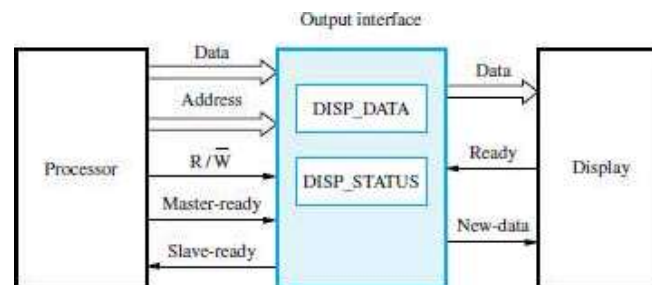 Output interface
Data
Data
Address
DISP_DATA
R / W̅
Ready
Processor
DISP_STATUS
Display
Master-ready
New-data
Slave-ready